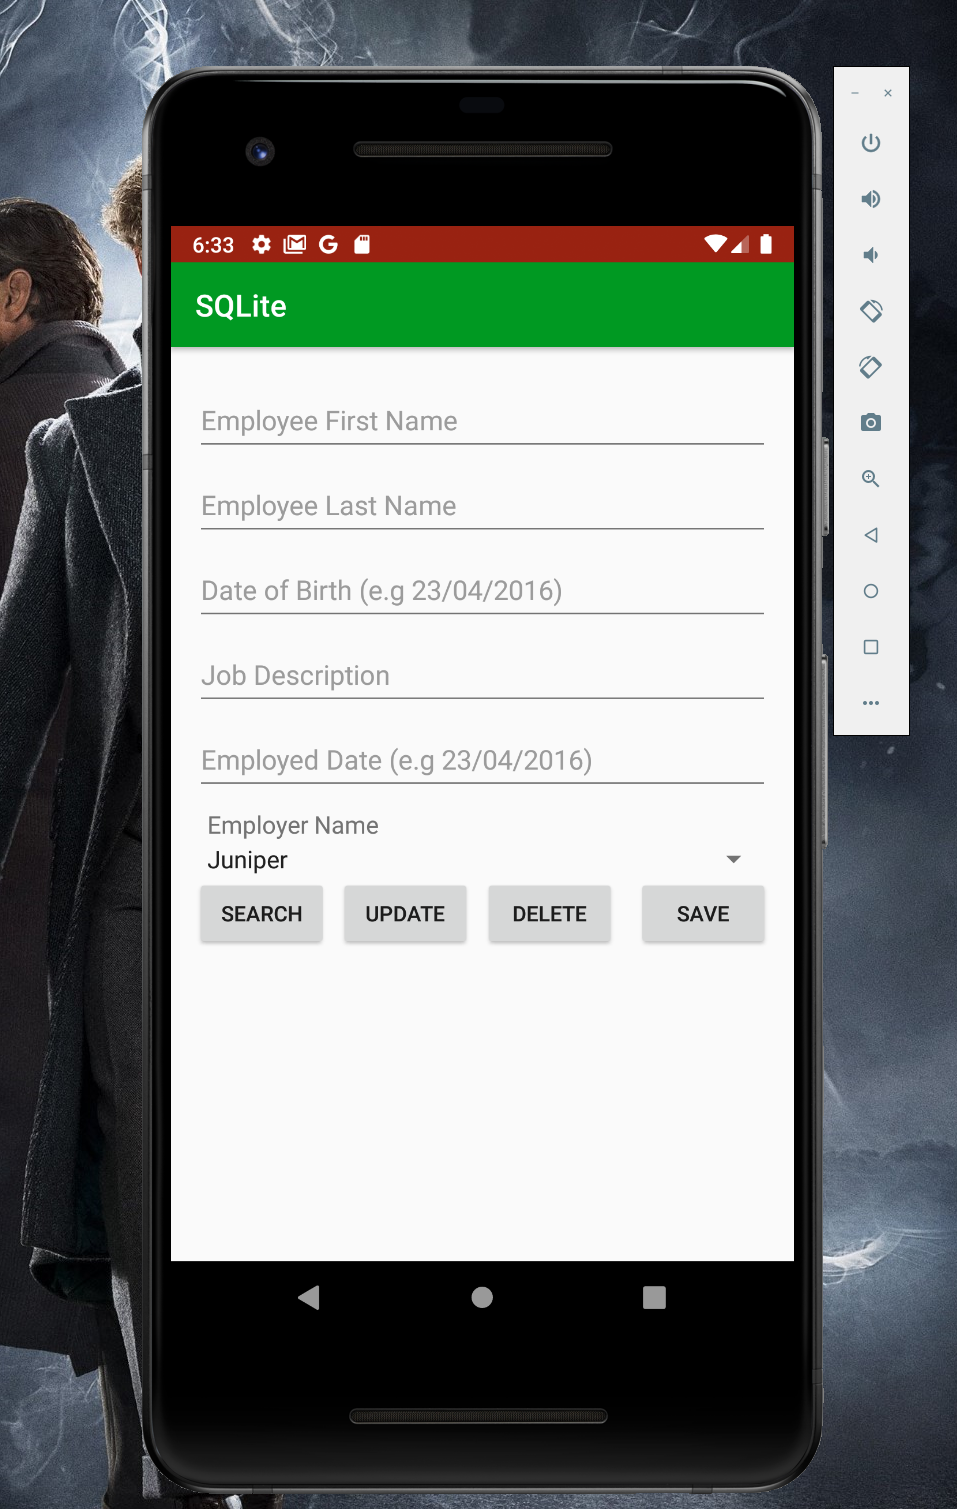 6:33
SQLite
Employee First Name
Employee Last Name
Date of Birth (e.g 23/04/2016)
Job Description
Employed Date (e.g 23/04/2016)
Employer Name
Juniper
SEARCH UPDATE DELETE SAVE